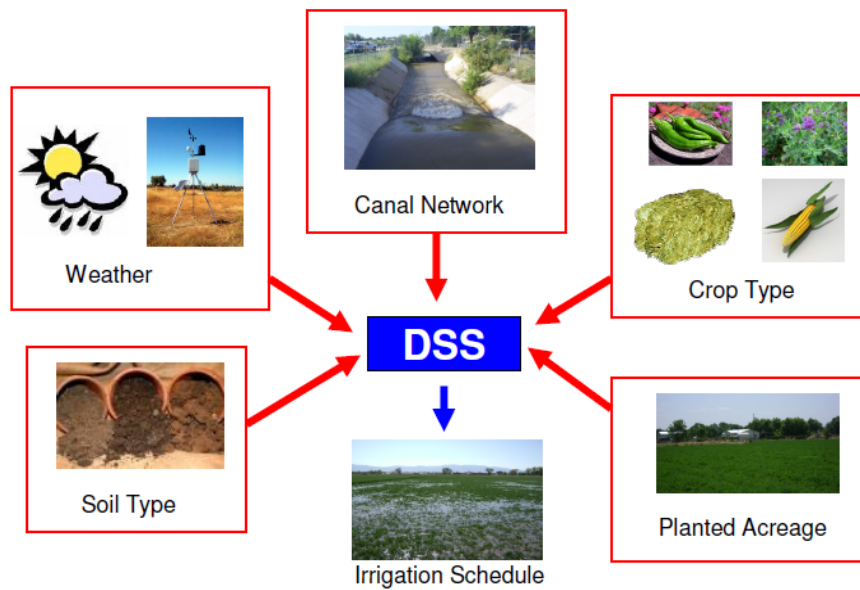 Canal Network
Weather
Crop Type
DSS
Soil Type
Planted Acreage
Irrigation Schedule